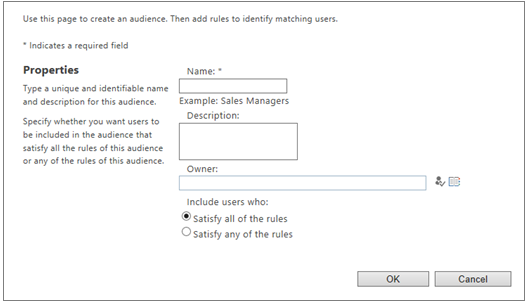 Use this page to create an audience. Then add rules to identify matching users.
* Indicates a required field
Properties
Type a unique and identifiable name
and description for this audience.
Specify whether you want users to
be included in the audience that
satisfy all the rules of this audience
or any of the rules of this audience.
Name: *
Example: Sales Managers
Description:
Owner:
Include users who:
Satisfy all of the rules
Satisfy any of the rules
OK
Cancel